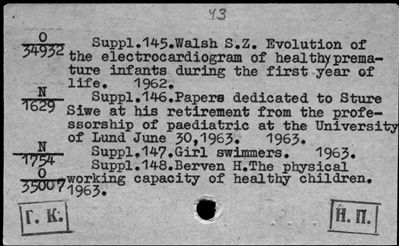 43
O
34932
Suppl.145.Walsh S.Z. Evolution of
the electrocardiogram of healthy prema-
ture infants during the first year of
life. 1962.
N
1629
Suppl.146.Papers dedicated to Sture
Siwe at his retirement from the profe-
ssorship of paediatric at the University
of Lund June 30,1963. 1963.
N
1754
Suppl.147.Girl swimmers. 1963.
O
35007
Suppl.148.Berven H.The physical
working capacity of healthy children.
1963.
Г. К.
Н. П.